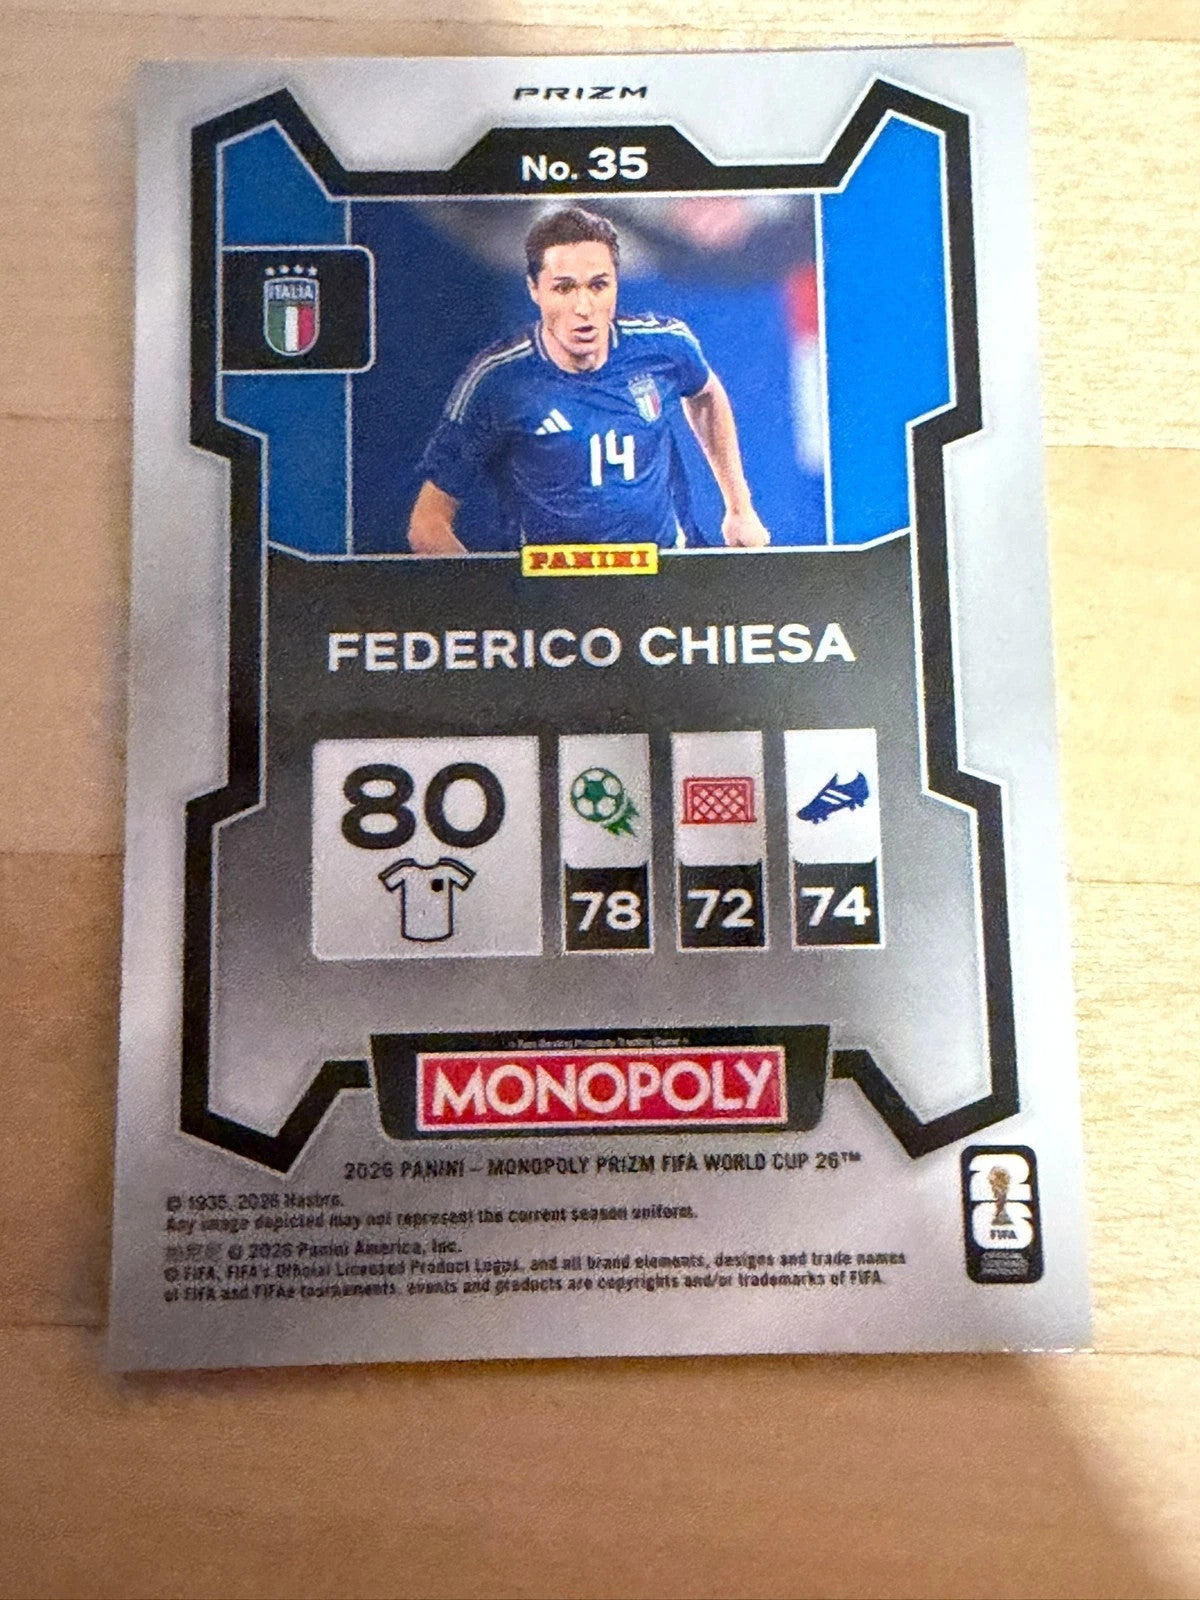 PRIZM
No. 35
ITALIA
14
PANINI
FEDERICO CHIESA
80
78 72 74
MONOPOLY
2026 PANINI – MONOPOLY PRIZM FIFA WORLD CUP 26™
© 1935, 2026 Hasbro.
Any image depicted may not represent the current season uniform.
© 2026 Panini America, Inc.
© FIFA, FIFA's Official Licensed Product Logos, and all brand elements, designs and trade names
of FIFA and FIFAe tournaments, events and products are copyrights and/or trademarks of FIFA.
FIFA